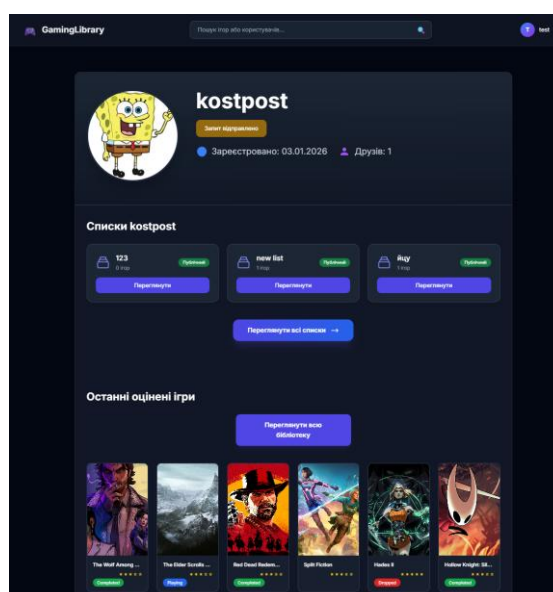 GamingLibrary
Пошук ігор або користувачів...
T
test
kostpost
Запит відправлено
Зареєстровано: 03.01.2026
Друзів: 1
Списки kostpost
123
0 ігор
Публічний
Переглянути
new list
1 ігор
Публічний
Переглянути
йцу
1 ігор
Публічний
Переглянути
Переглянути всі списки →
Останні оцінені ігри
Переглянути всю
бібліотеку
The Wolf Among ...
Completed
The Elder Scrolls ...
Playing
Red Dead Redem...
Completed
Split Fiction
Hades II
Dropped
Hollow Knight: Sil...
Completed